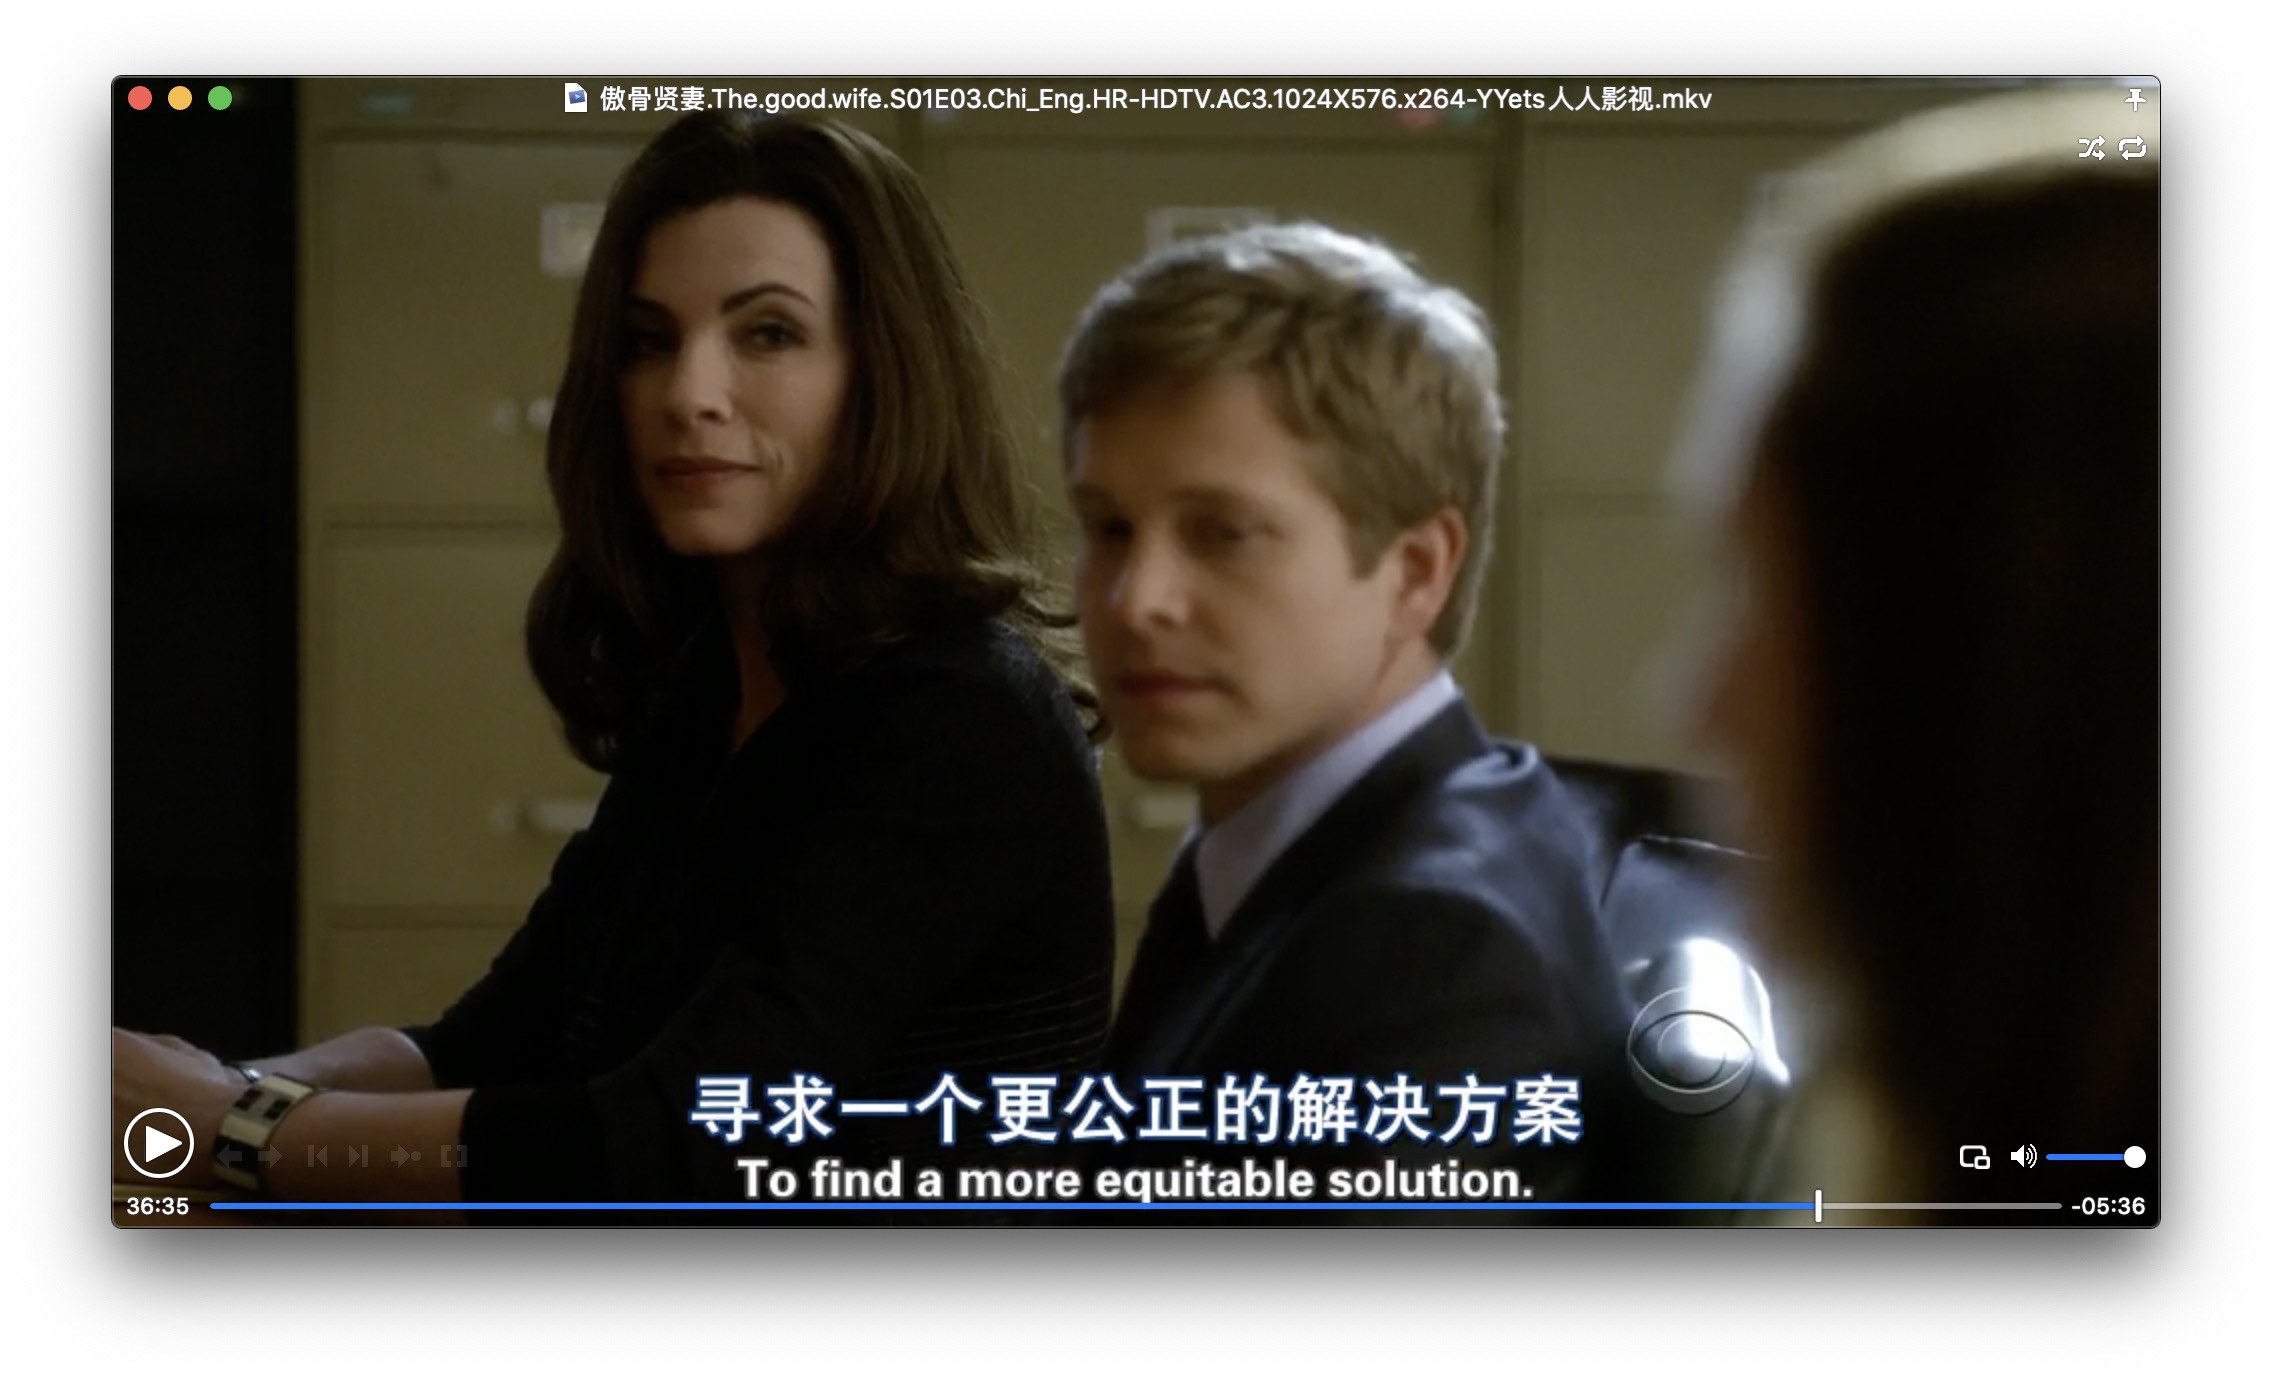 傲骨贤妻.The.good.wife.S01E03.Chi_Eng.HR-HDTV.AC3.1024X576.x264-YYets人人影视.mkv
寻求一个更公正的解决方案
To find a more equitable solution.
36:35
-05:36